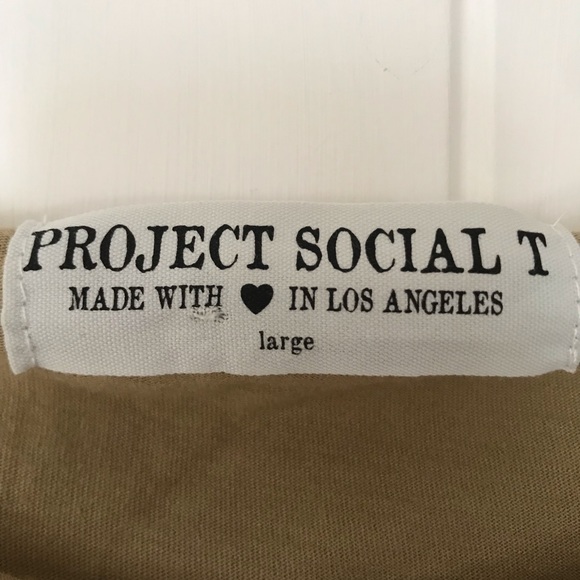 PROJECT SOCIAL T
MADE WITH ♥ IN LOS ANGELES
large